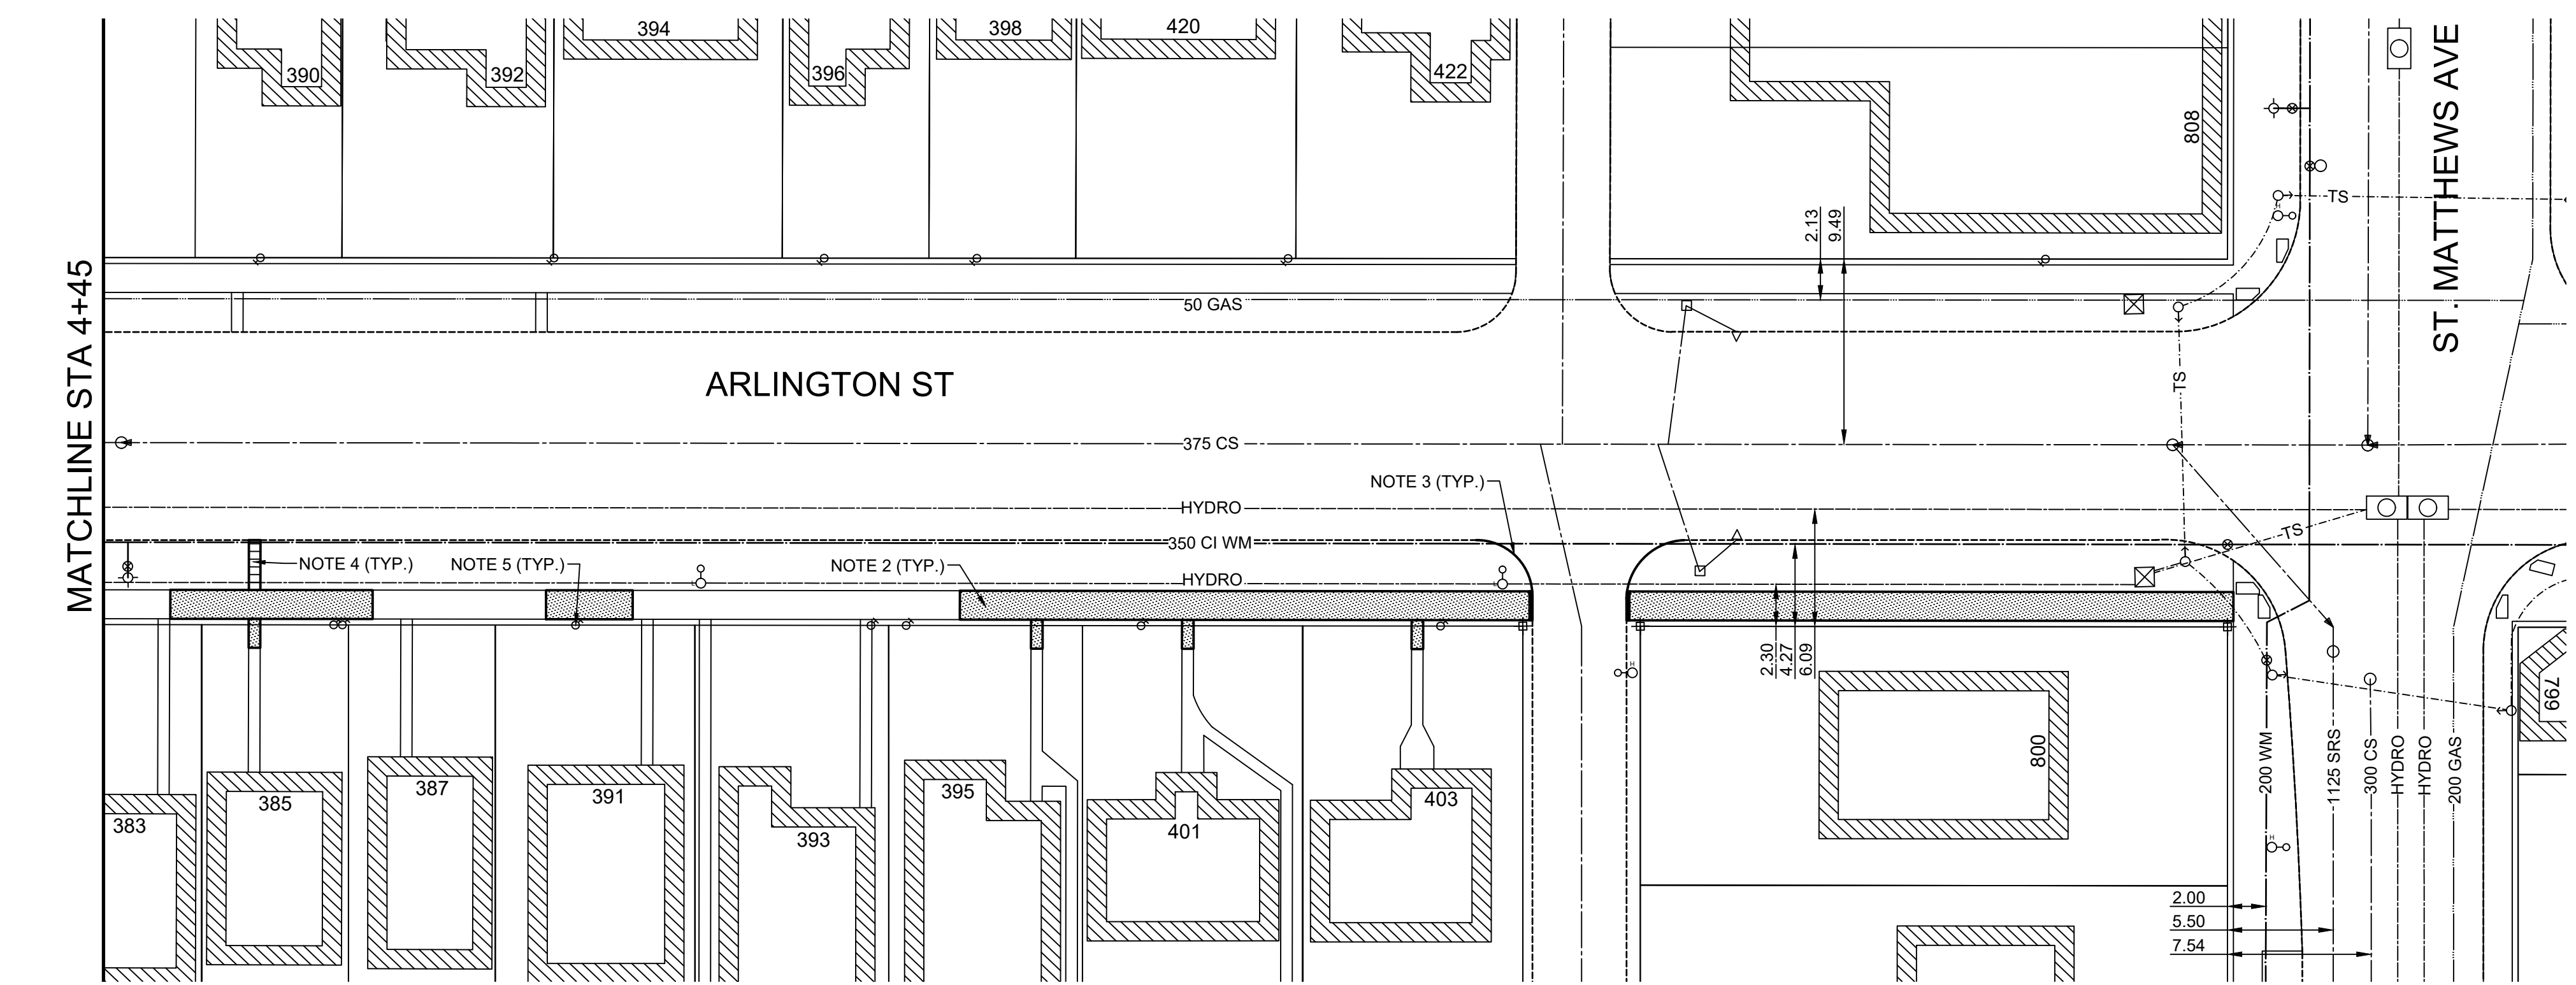 394
398
420
390
392
396
422
808
ST. MATTHEWS AVE
TS
2.13
9.49
MATCHLINE STA 4+45
50 GAS
ARLINGTON ST
TS
375 CS
NOTE 3 (TYP.)
HYDRO
350 CI WM
TS
NOTE 4 (TYP.)
NOTE 5 (TYP.)
NOTE 2 (TYP.)
HYDRO
2.30
4.27
6.09
H
H
H
799
800
200 WM
1125 SRS
300 CS
HYDRO
HYDRO
200 GAS
383
385
387
391
393
395
401
403
2.00
5.50
7.54